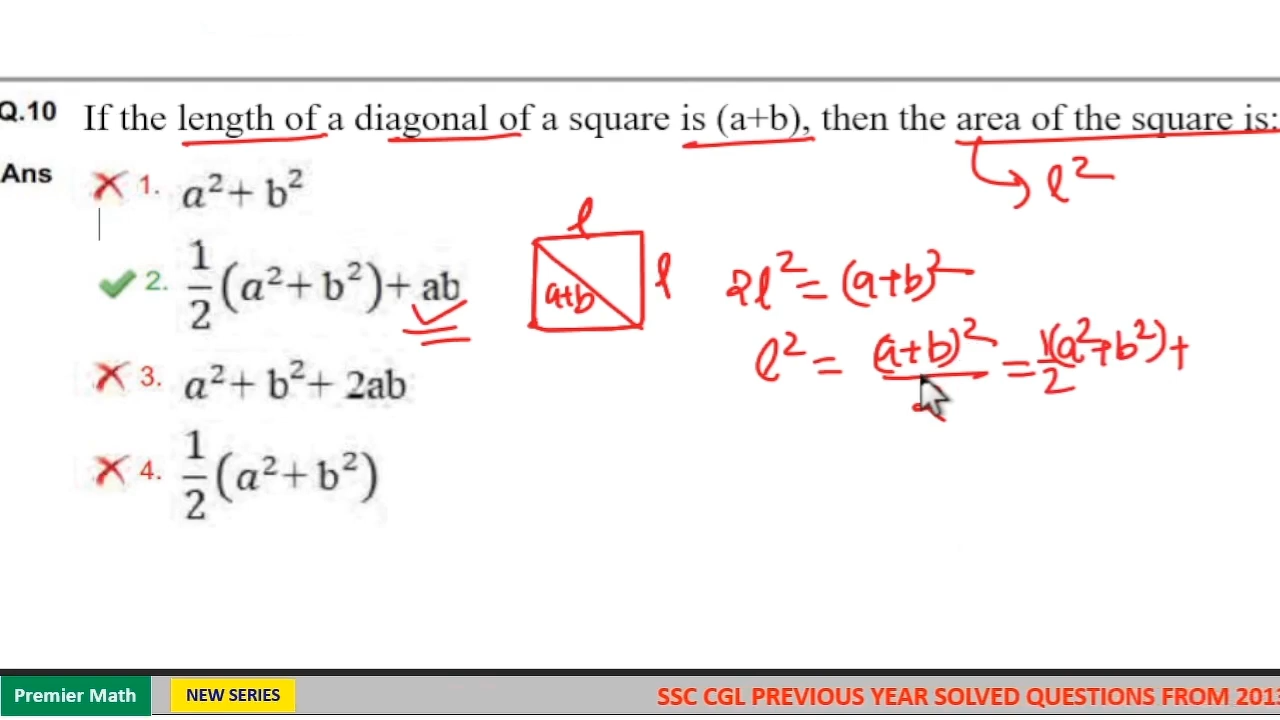 Q.10 If the length of a diagonal of a square is (a+b), then the area of the square is:
l²
Ans 1. a² + b²
2. 1/2 (a² + b²) + ab
3. a² + b² + 2ab
4. 1/2 (a² + b²)
l
l
a+b
2l² = (a+b)²
l² = (a+b)²/2 = 1/2 (a² + b²) +
Premier Math NEW SERIES SSC CGL PREVIOUS YEAR SOLVED QUESTIONS FROM 201